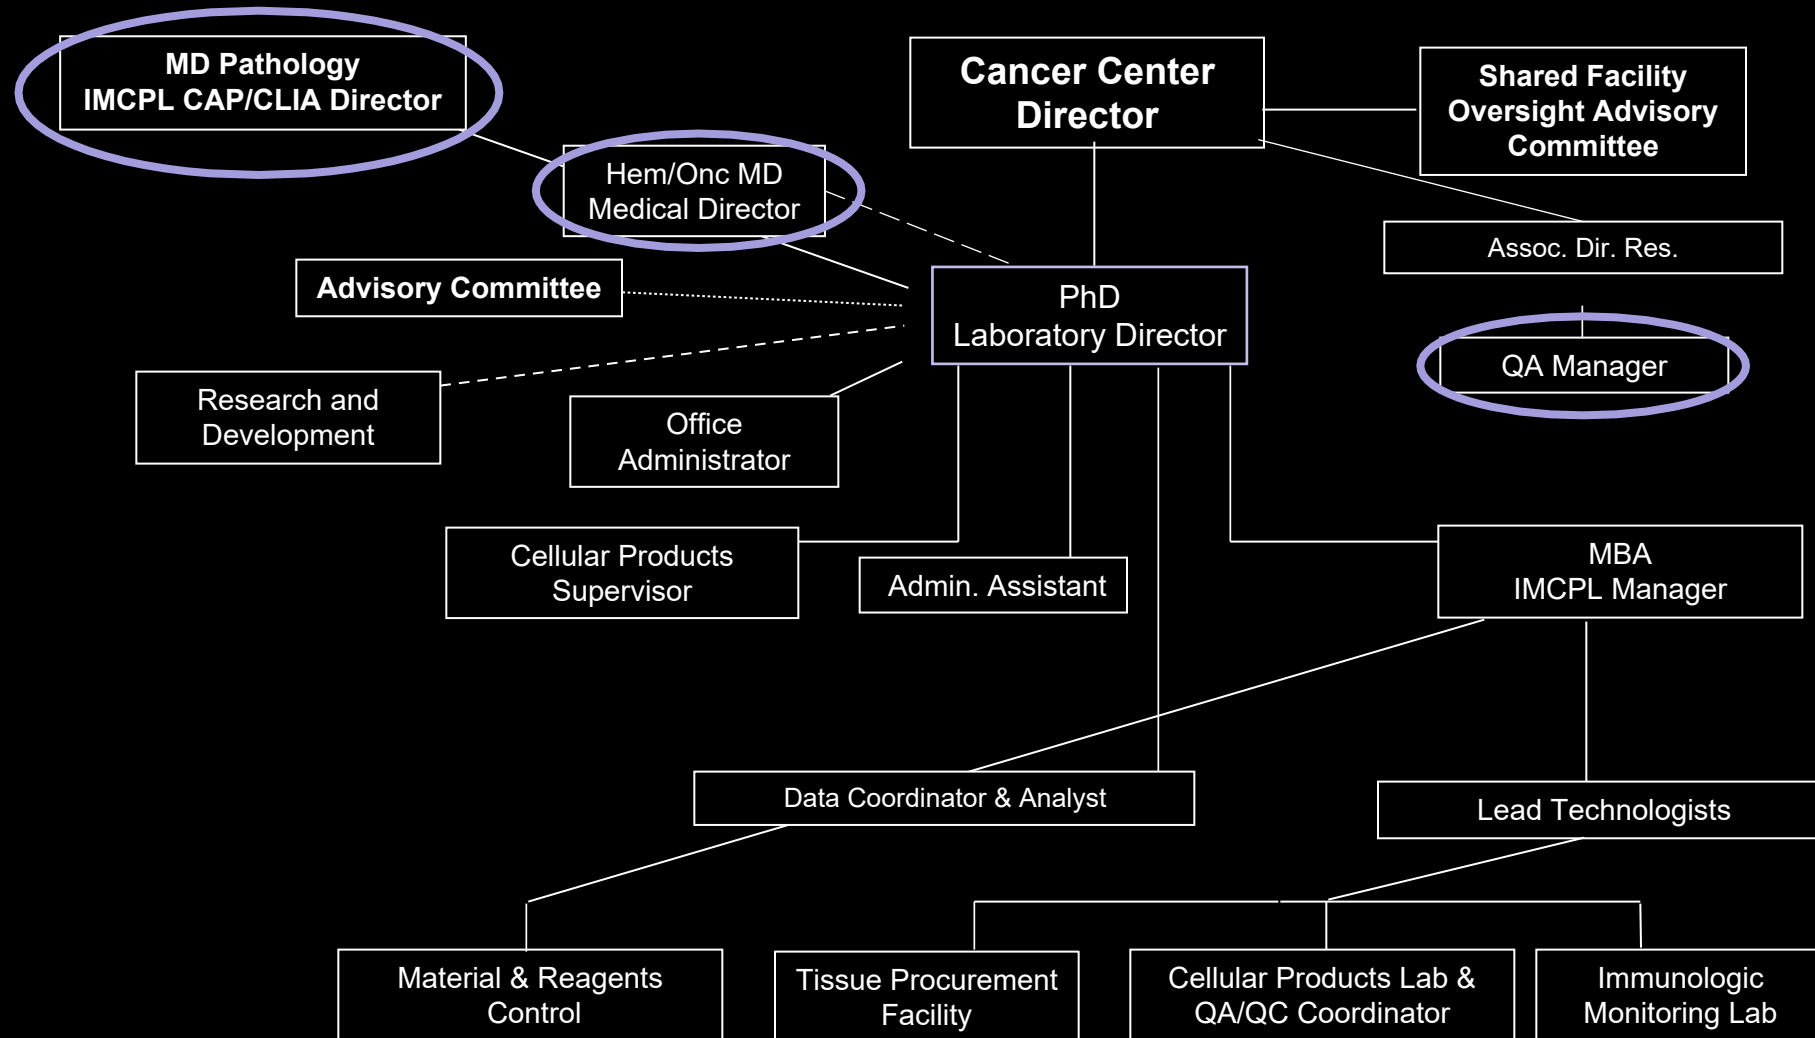 MD Pathology
IMCPL CAP/CLIA Director
Cancer Center
Director
Shared Facility
Oversight Advisory
Committee
Hem/Onc MD
Medical Director
Assoc. Dir. Res.
Advisory Committee
PhD
Laboratory Director
QA Manager
Research and
Development
Office
Administrator
Cellular Products
Supervisor
Admin. Assistant
MBA
IMCPL Manager
Data Coordinator & Analyst
Lead Technologists
Material & Reagents
Control
Tissue Procurement
Facility
Cellular Products Lab &
QA/QC Coordinator
Immunologic
Monitoring Lab